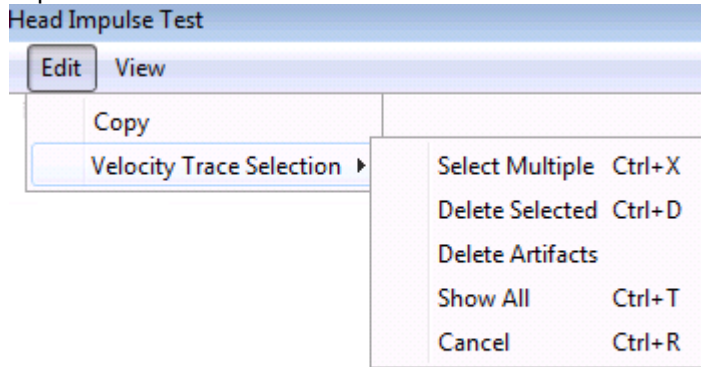 Head Impulse Test
Edit View
Copy
Velocity Trace Selection
Select Multiple Ctrl+X
Delete Selected Ctrl+D
Delete Artifacts
Show All Ctrl+T
Cancel Ctrl+R